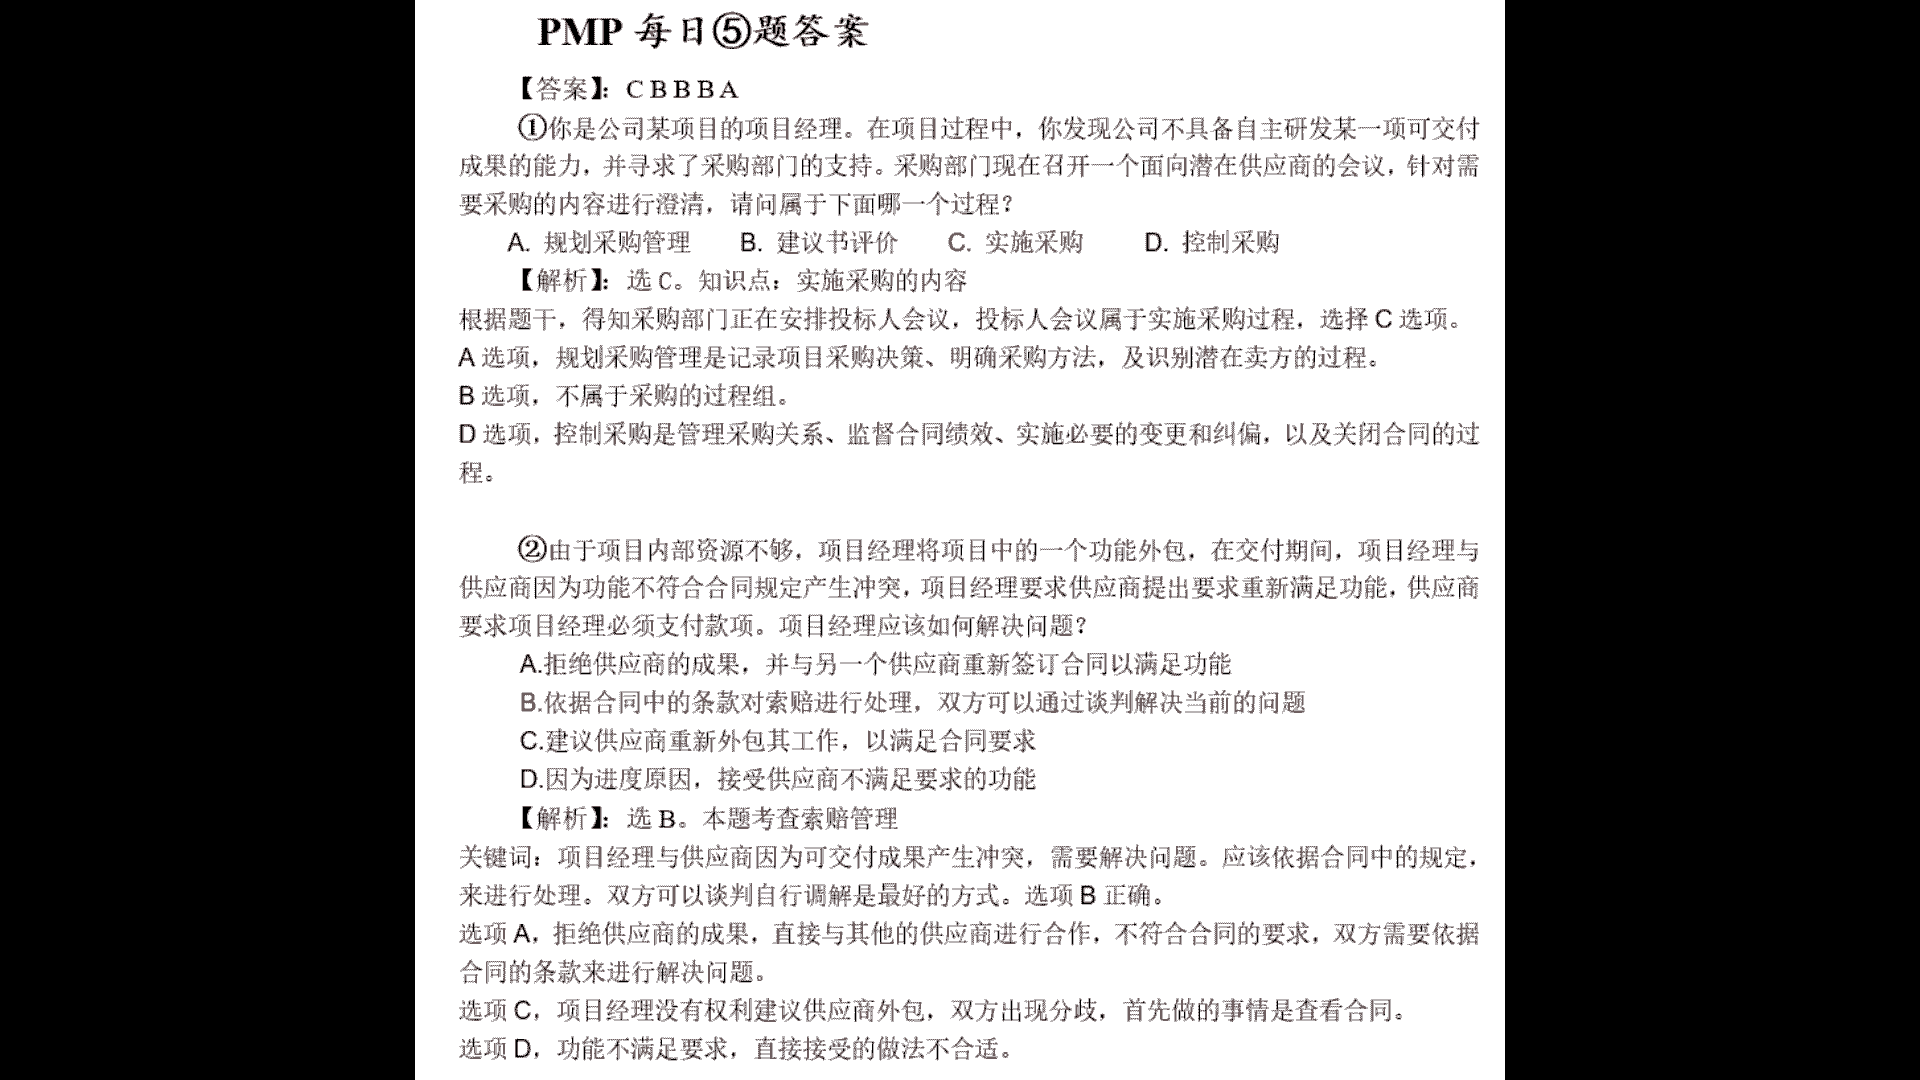 PMP 每日⑤题答案
【答案】：C B B B A
①你是公司某项目的项目经理。在项目过程中，你发现公司不具备自主研发某一项可交付
成果的能力，并寻求了采购部门的支持。采购部门现在召开一个面向潜在供应商的会议，针对需
要采购的内容进行澄清，请问属于下面哪一个过程？
A. 规划采购管理 B. 建议书评价 C. 实施采购 D. 控制采购
【解析】：选 C。知识点：实施采购的内容
根据题干，得知采购部门正在安排投标人会议，投标人会议属于实施采购过程，选择 C 选项。
A 选项，规划采购管理是记录项目采购决策、明确采购方法，及识别潜在卖方的过程。
B 选项，不属于采购的过程组。
D 选项，控制采购是管理采购关系、监督合同绩效、实施必要的变更和纠偏，以及关闭合同的过
程。
②由于项目内部资源不够，项目经理将项目中的一个功能外包，在交付期间，项目经理与
供应商因为功能不符合合同规定产生冲突，项目经理要求供应商提出要求重新满足功能，供应商
要求项目经理必须支付款项。项目经理应该如何解决问题？
A.拒绝供应商的成果，并与另一个供应商重新签订合同以满足功能
B.依据合同中的条款对索赔进行处理，双方可以通过谈判解决当前的问题
C.建议供应商重新外包其工作，以满足合同要求
D.因为进度原因，接受供应商不满足要求的功能
【解析】：选 B。本题考查索赔管理
关键词：项目经理与供应商因为可交付成果产生冲突，需要解决问题。应该依据合同中的规定，
来进行处理。双方可以谈判自行调解是最好的方式。选项 B 正确。
选项 A，拒绝供应商的成果，直接与其他的供应商进行合作，不符合合同的要求，双方需要依据
合同的条款来进行解决问题。
选项 C，项目经理没有权利建议供应商外包，双方出现分歧，首先做的事情是查看合同。
选项 D，功能不满足要求，直接接受的做法不合适。